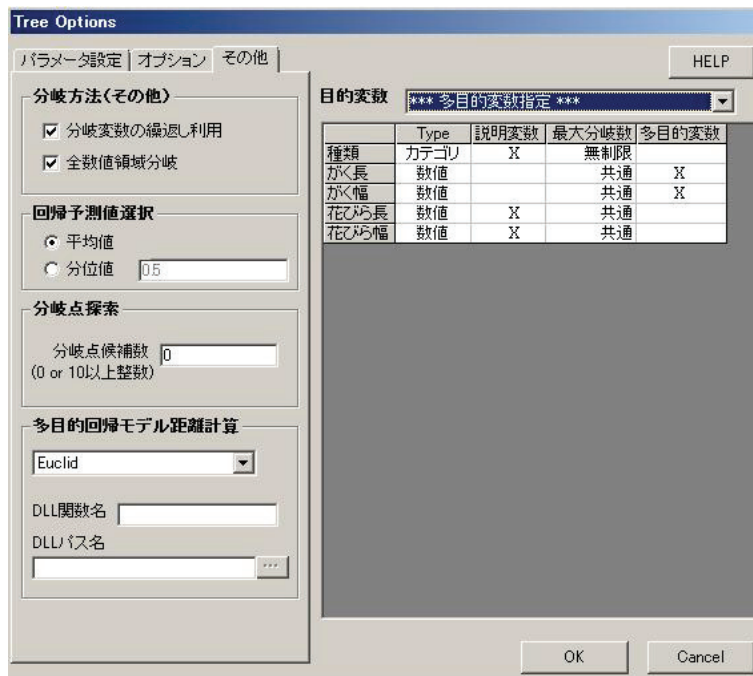 Tree Options
パラメータ設定 オプション その他
HELP
分岐方法(その他)
分岐変数の繰返し利用
全数値領域分岐
回帰予測値選択
平均値
分位値 0.5
分岐点探索
分岐点候補数 0
(0 or 10以上整数)
多目的回帰モデル距離計算
Euclid
DLL関数名
DLLパス名
...
目的変数 *** 多目的変数指定 ***
Type 説明変数 最大分岐数 多目的変数
種類 カテゴリ X 無制限
がく長 数値 共通 X
がく幅 数値 共通 X
花びら長 数値 X 共通
花びら幅 数値 X 共通
OK Cancel